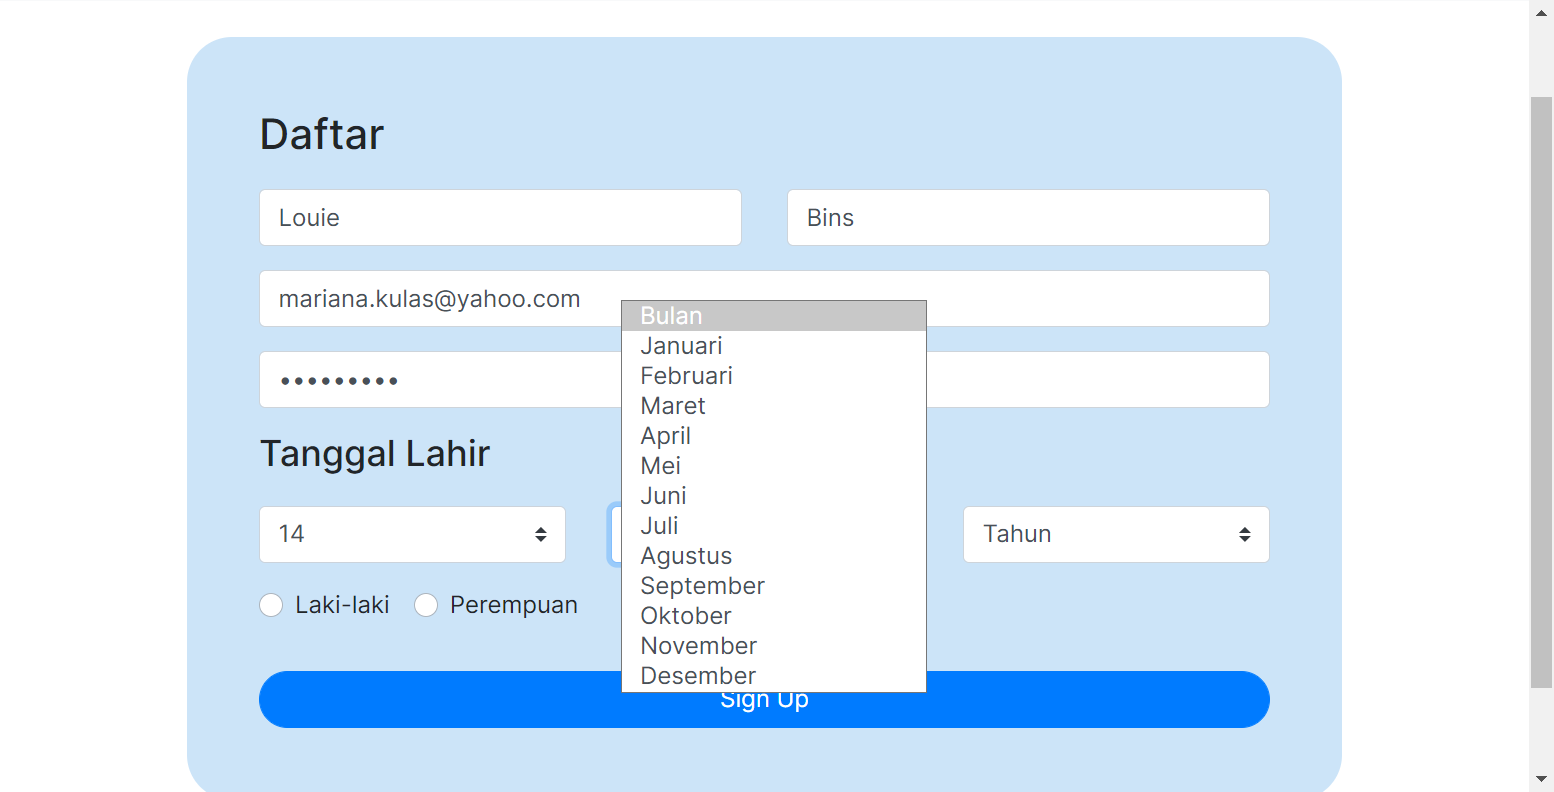 Daftar
Louie
Bins
mariana.kulas@yahoo.com
Tanggal Lahir
14
Bulan
Januari
Februari
Maret
April
Mei
Juni
Juli
Agustus
September
Oktober
November
Desember
Tahun
Laki-laki
Perempuan
Sign Up